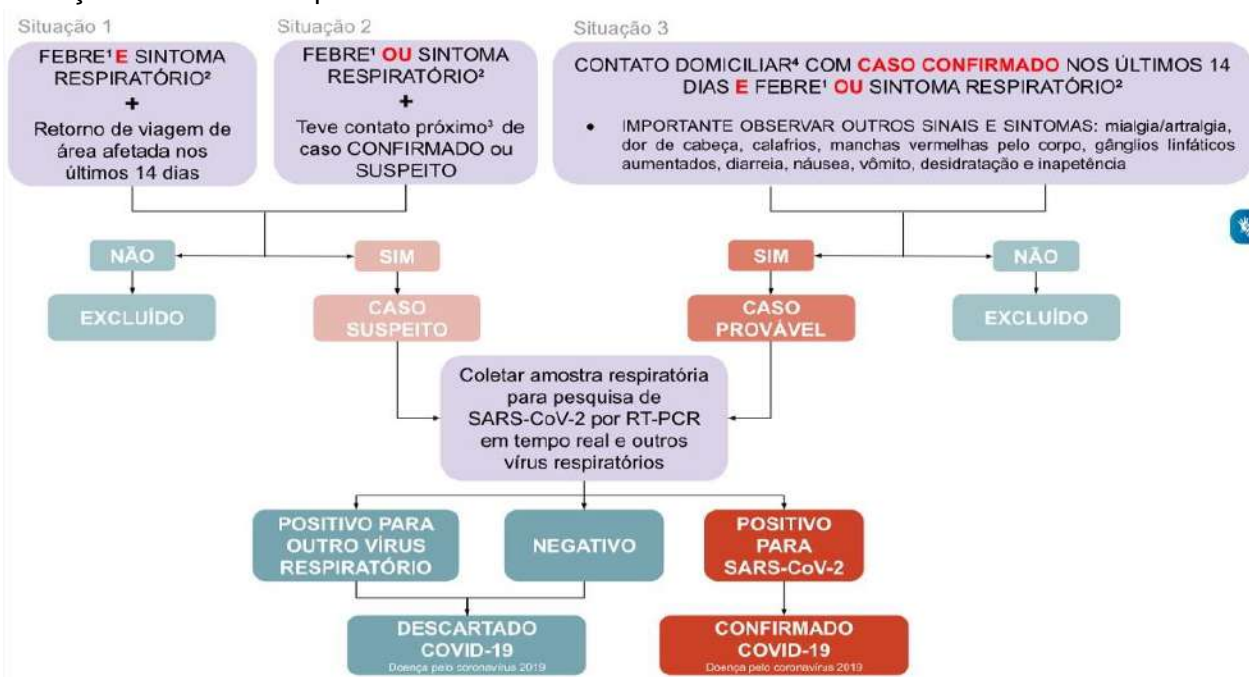 Situação 1
FEBRE¹ E SINTOMA
RESPIRATÓRIO²
+
Retorno de viagem de
área afetada nos
últimos 14 dias
Situação 2
FEBRE¹ OU SINTOMA
RESPIRATÓRIO²
+
Teve contato próximo³ de
caso CONFIRMADO ou
SUSPEITO
Situação 3
CONTATO DOMICILIAR⁴ COM CASO CONFIRMADO NOS ÚLTIMOS 14
DIAS E FEBRE¹ OU SINTOMA RESPIRATÓRIO²
• IMPORTANTE OBSERVAR OUTROS SINAIS E SINTOMAS: mialgia/artralgia,
dor de cabeça, calafrios, manchas vermelhas pelo corpo, gânglios linfáticos
aumentados, diarreia, náusea, vômito, desidratação e inapetência
NÃO
SIM
SIM
NÃO
EXCLUÍDO
CASO
SUSPEITO
CASO
PROVÁVEL
EXCLUÍDO
Coletar amostra respiratória
para pesquisa de
SARS-CoV-2 por RT-PCR
em tempo real e outros
vírus respiratórios
POSITIVO PARA
OUTRO VÍRUS
RESPIRATÓRIO
NEGATIVO
POSITIVO
PARA
SARS-CoV-2
DESCARTADO
COVID-19
Doença pelo coronavírus 2019
CONFIRMADO
COVID-19
Doença pelo coronavírus 2019